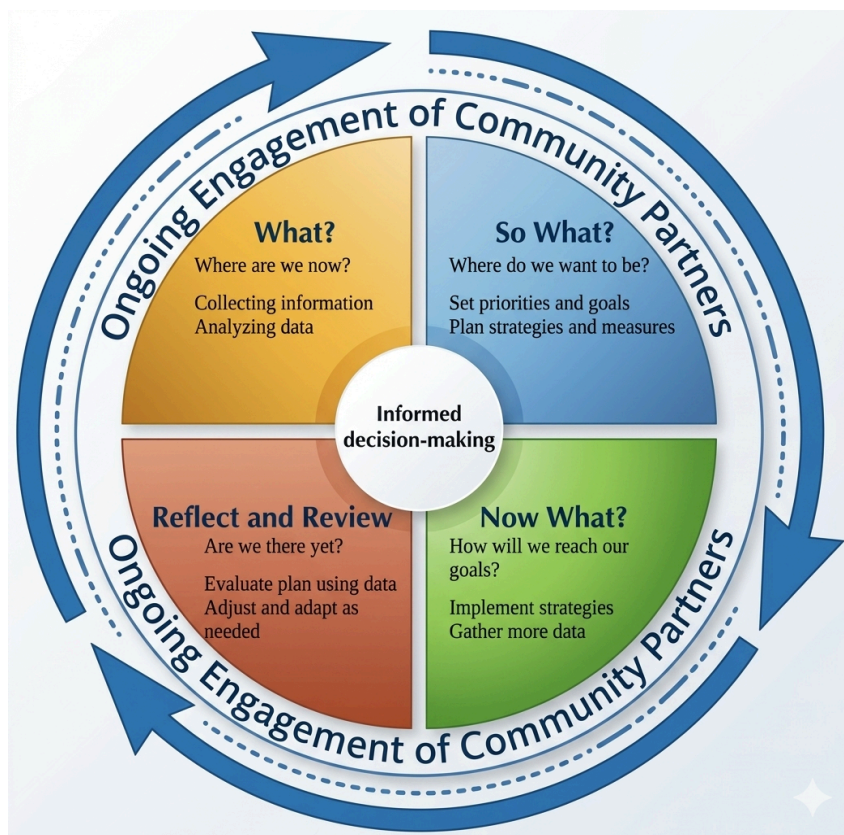 Ongoing Engagement of Community Partners
What?
Where are we now?
Collecting information
Analyzing data
So What?
Where do we want to be?
Set priorities and goals
Plan strategies and measures
Informed
decision-making
Reflect and Review
Are we there yet?
Evaluate plan using data
Adjust and adapt as
needed
Now What?
How will we reach our
goals?
Implement strategies
Gather more data
Ongoing Engagement of Community Partners